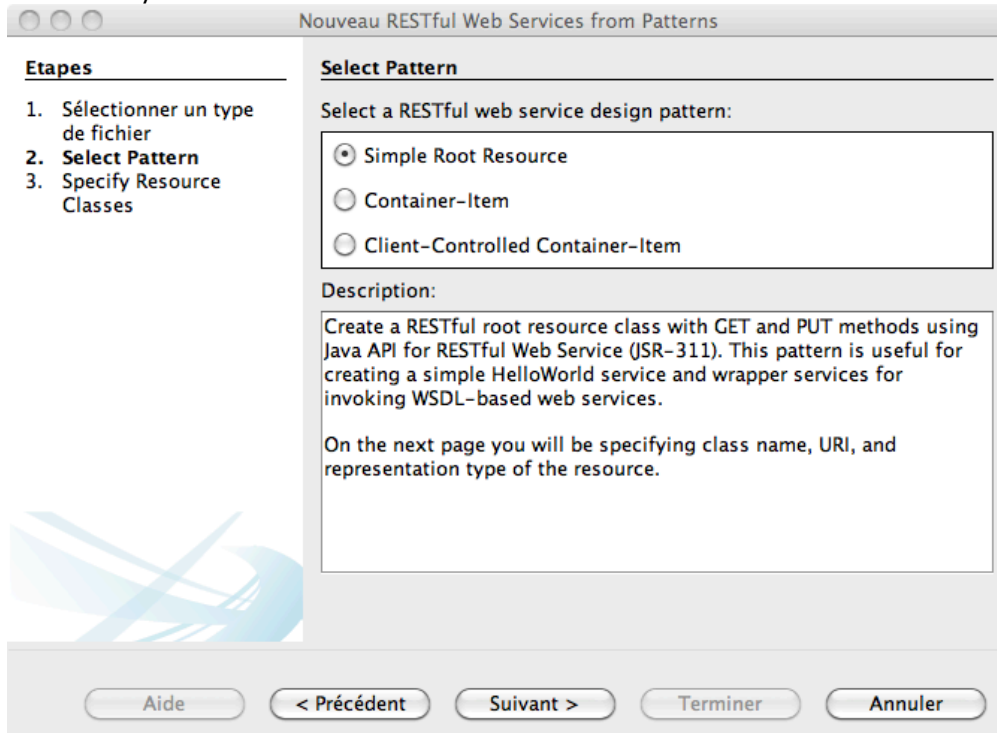 Nouveau RESTful Web Services from Patterns
Etapes
1. Sélectionner un type
de fichier
2. Select Pattern
3. Specify Resource
Classes
Select Pattern
Select a RESTful web service design pattern:
Simple Root Resource
Container-Item
Client-Controlled Container-Item
Description:
Create a RESTful root resource class with GET and PUT methods using
Java API for RESTful Web Service (JSR-311). This pattern is useful for
creating a simple HelloWorld service and wrapper services for
invoking WSDL-based web services.
On the next page you will be specifying class name, URI, and
representation type of the resource.
Aide
< Précédent
Suivant >
Terminer
Annuler